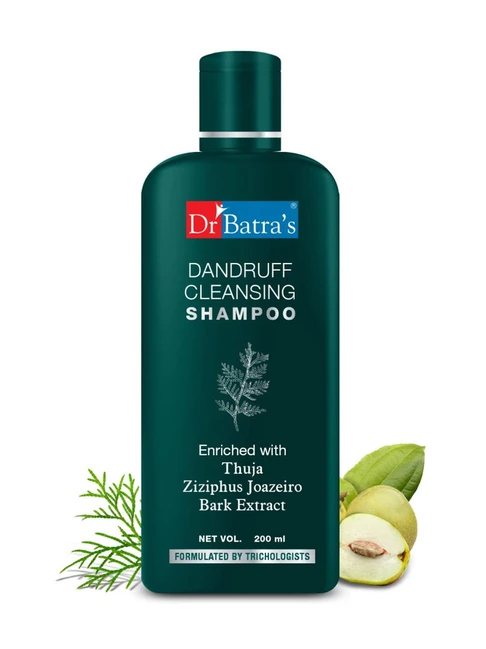 Dr Batra's®
DANDRUFF
CLEANSING
SHAMPOO
Enriched with
Thuja
Ziziphus Joazeiro
Bark Extract
NET VOL. 200 ml
FORMULATED BY TRICHOLOGISTS